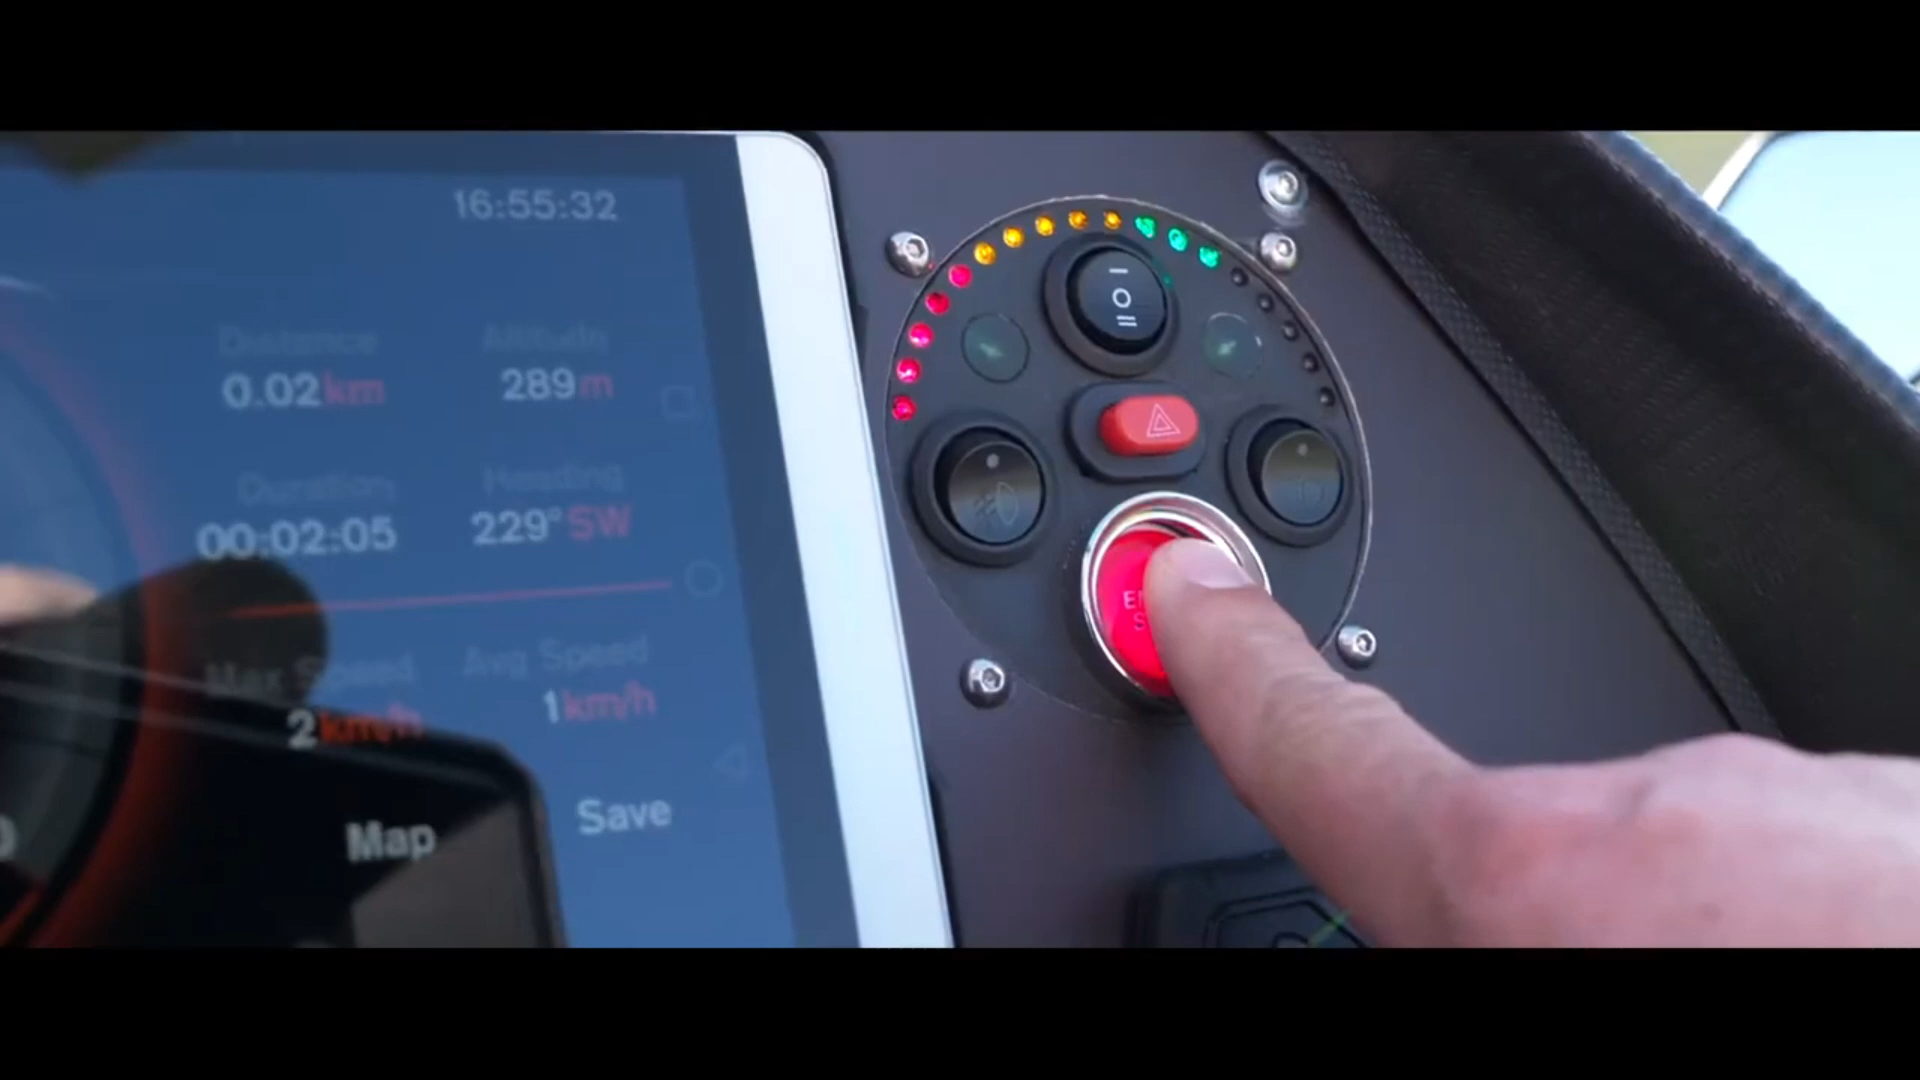 16:55:32
Distance Altitude
0.02km 289m
Duration Heading
00:02:05 229° SW
Max Speed Avg Speed
2km/h 1km/h
Map Save